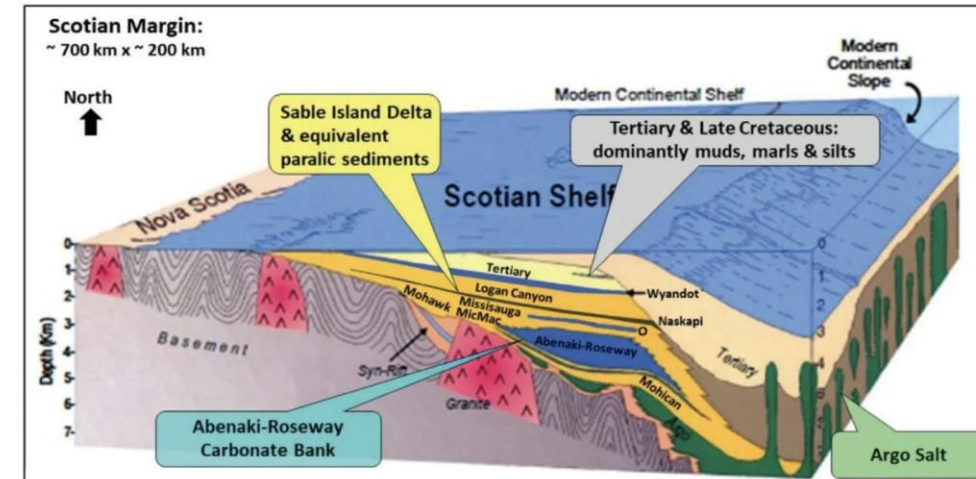 Scotian Margin:
~ 700 km x ~ 200 km
North
Modern
Continental
Slope
Modern Continental Shelf
Sable Island Delta
& equivalent
paralic sediments
Tertiary & Late Cretaceous:
dominantly muds, marls & silts
Nova Scotia
Scotian Shelf
0
1
2
3
4
5
6
7
Depth (Km)
Tertiary
Logan Canyon
Wyandot
Mississauga
Naskapi
Mohawk
MicMac
O
Abenaki-Roseway
Basement
Syn-Rift
Mohican
Tertiary
Granite
Argo
0
1
2
3
Abenaki-Roseway
Carbonate Bank
Argo Salt